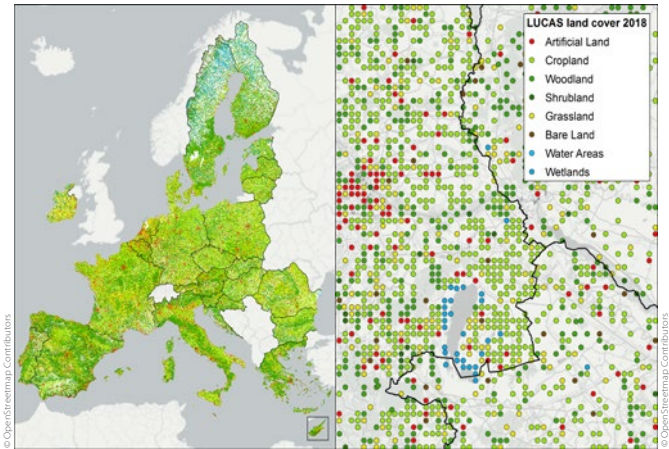 LUCAS land cover 2018
Artificial Land
Cropland
Woodland
Shrubland
Grassland
Bare Land
Water Areas
Wetlands
© OpenStreetmap Contributors
© OpenStreetmap Contributors